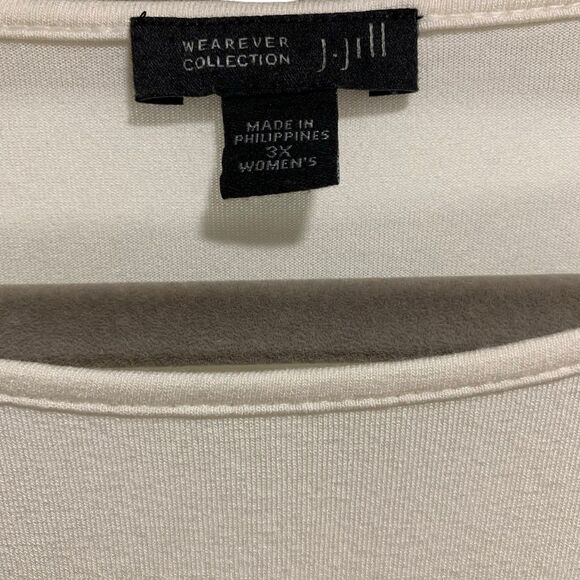 WEAREVER
COLLECTION
J.Jill
MADE IN
PHILIPPINES
3X
WOMEN'S